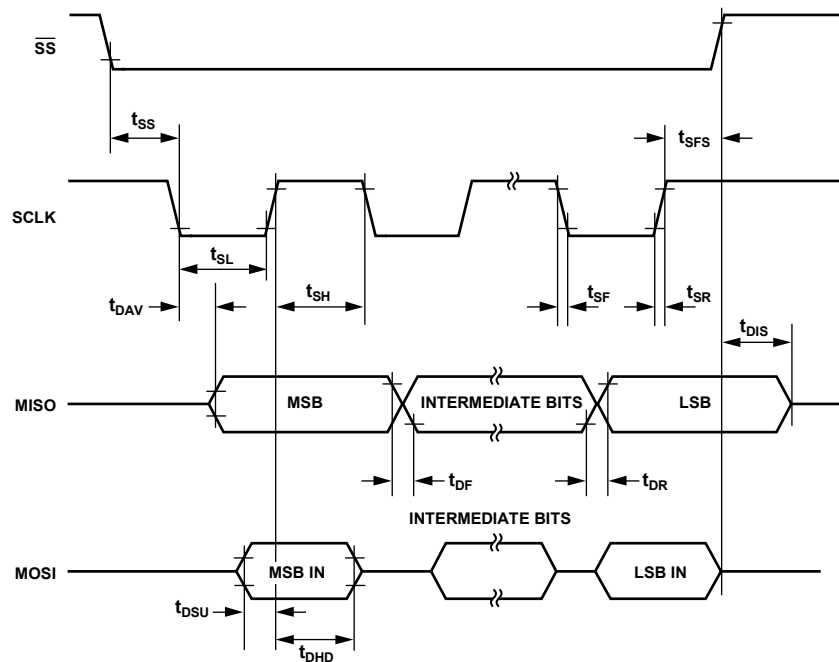 SS
tSS
tSFS
SCLK
tSL
tDAV
tSH
tSF
tSR
tDIS
MISO
MSB
INTERMEDIATE BITS
LSB
tDF
tDR
INTERMEDIATE BITS
MOSI
MSB IN
LSB IN
tDSU
tDHD